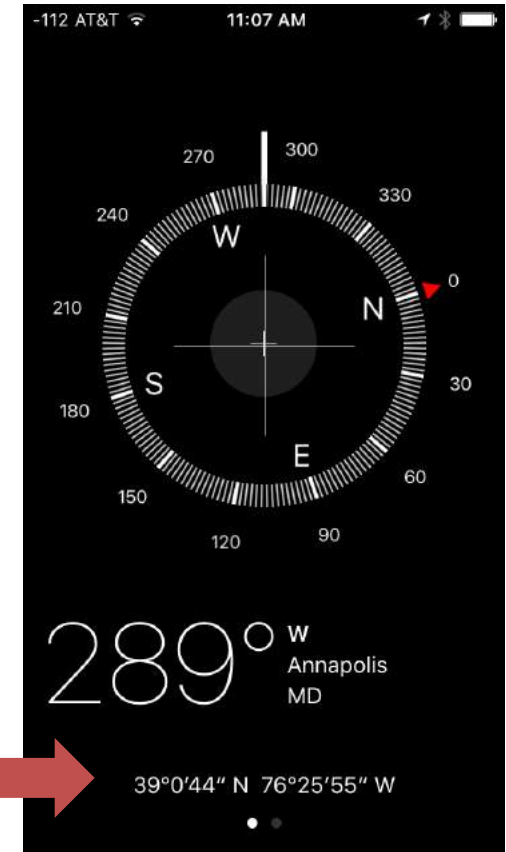 -112 AT&T 11:07 AM
270 300
240 330
W
0
210 N
S 30
180
E 60
150
120 90
289° W
Annapolis
MD
39°0'44" N 76°25'55" W